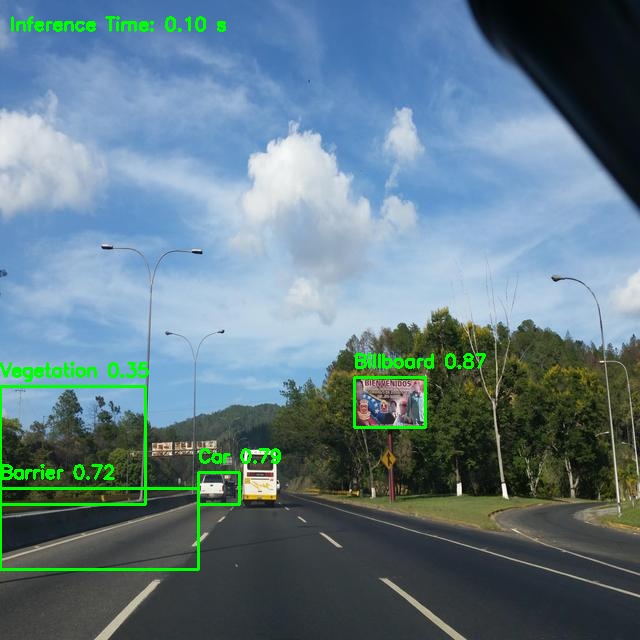 Inference Time: 0.10 s
Billboard 0.87
Vegetation 0.35
BIENVENIDOS
Car 0.79
Barrier 0.72